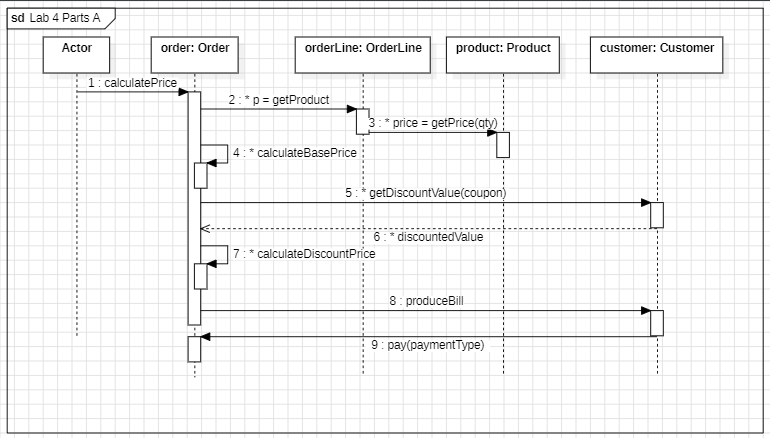 sd Lab 4 Parts A
Actor
order: Order
orderLine: OrderLine
product: Product
customer: Customer
1 : calculatePrice
2 : * p = getProduct
3 : * price = getPrice(qty)
4 : * calculateBasePrice
5 : * getDiscountValue(coupon)
6 : * discountedValue
7 : * calculateDiscountPrice
8 : produceBill
9 : pay(paymentType)